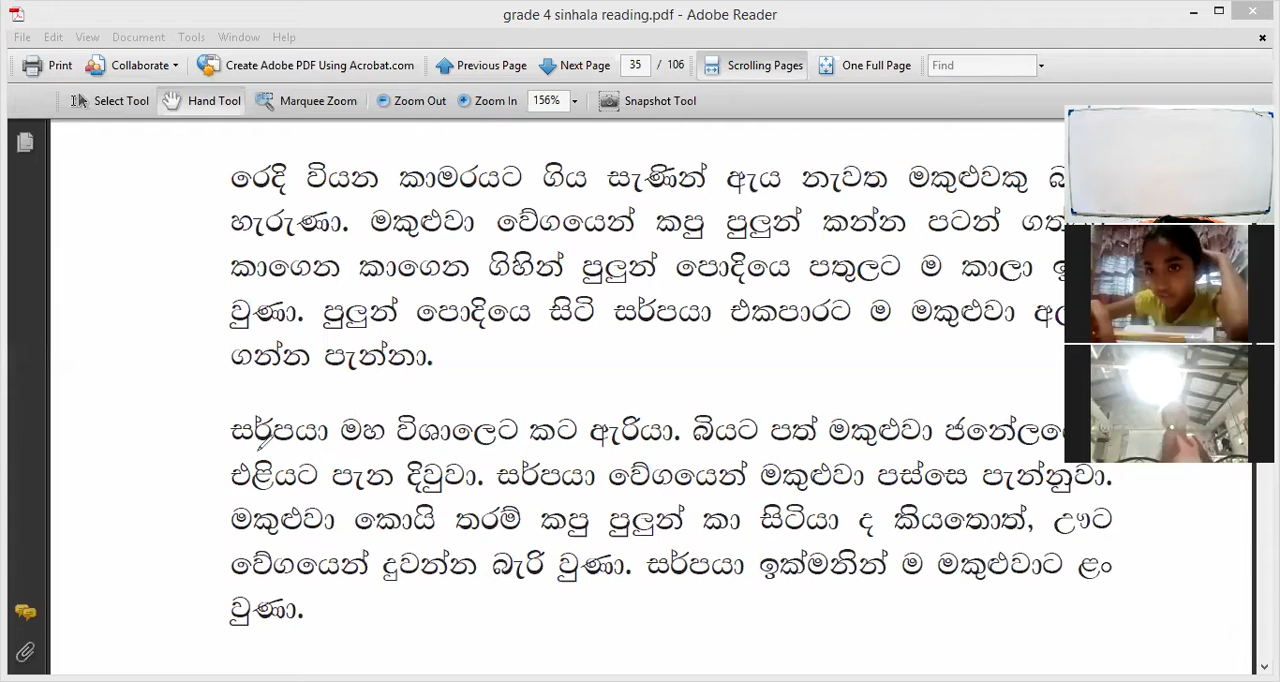 grade 4 sinhala reading.pdf - Adobe Reader
File Edit View Document Tools Window Help
Print Collaborate Create Adobe PDF Using Acrobat.com Previous Page Next Page 35 / 106 Scrolling Pages One Full Page Find
Select Tool Hand Tool Marquee Zoom Zoom Out Zoom In 156% Snapshot Tool
රෙදි වියන කාමරයට ගිය සැණින් ඇය නැවත මකුළුවකු
හැරුණා. මකුළුවා වේගයෙන් කපු පුලුන් කන්න පටන්
කාගෙන කාගෙන ගිහින් පුලුන් පොදියෙ පතුලට ම කාලා
වුණා. පුලුන් පොදියෙ සිටි සර්පයා එකපාරට ම මකුළුවා
ගන්න පැන්නා.
සර්පයා මහ විශාලෙට කට ඇරියා. බියට පත් මකුළුවා
එළියට පැන දිවුවා. සර්පයා වේගයෙන් මකුළුවා පස්සෙ පැන්නුවා.
මකුළුවා කොයි තරම් කපු පුලුන් කා සිටියා ද කියතොත්, ඌට
වේගයෙන් දුවන්න බැරි වුණා. සර්පයා ඉක්මනින් ම මකුළුවාට ළං
වුණා.